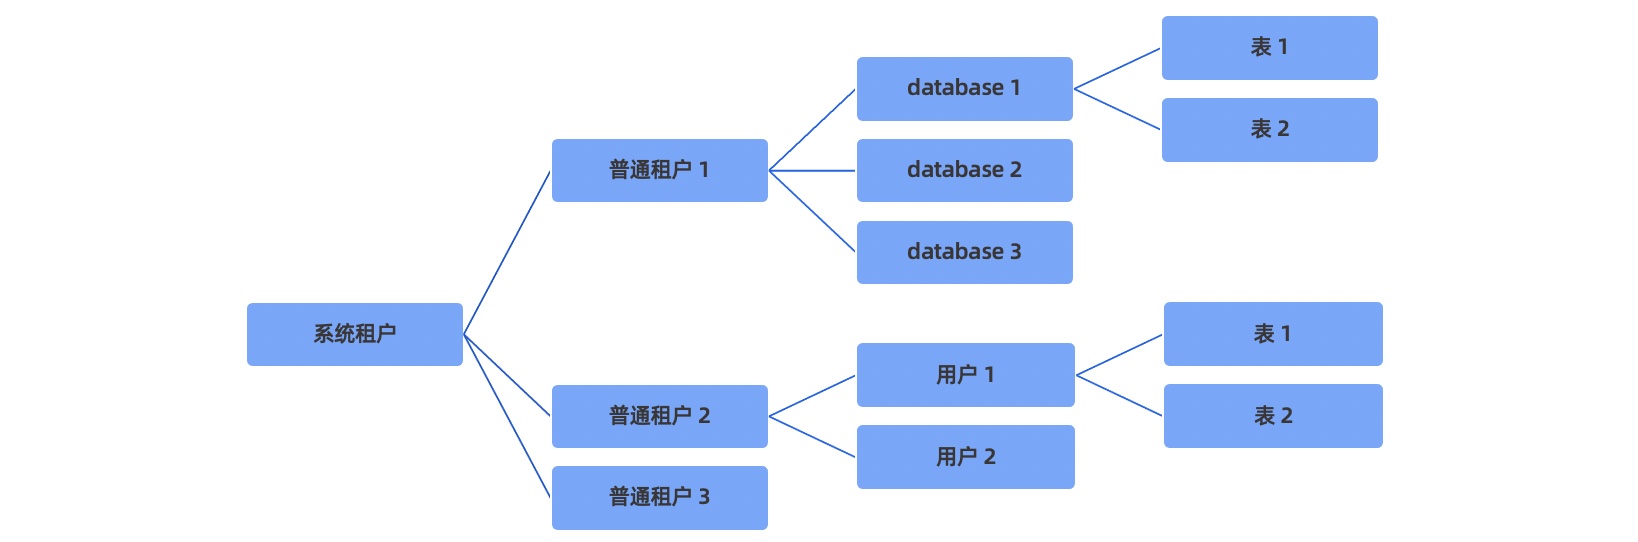 系统租户
普通租户 1
database 1
表 1
表 2
database 2
database 3
普通租户 2
用户 1
表 1
表 2
用户 2
普通租户 3